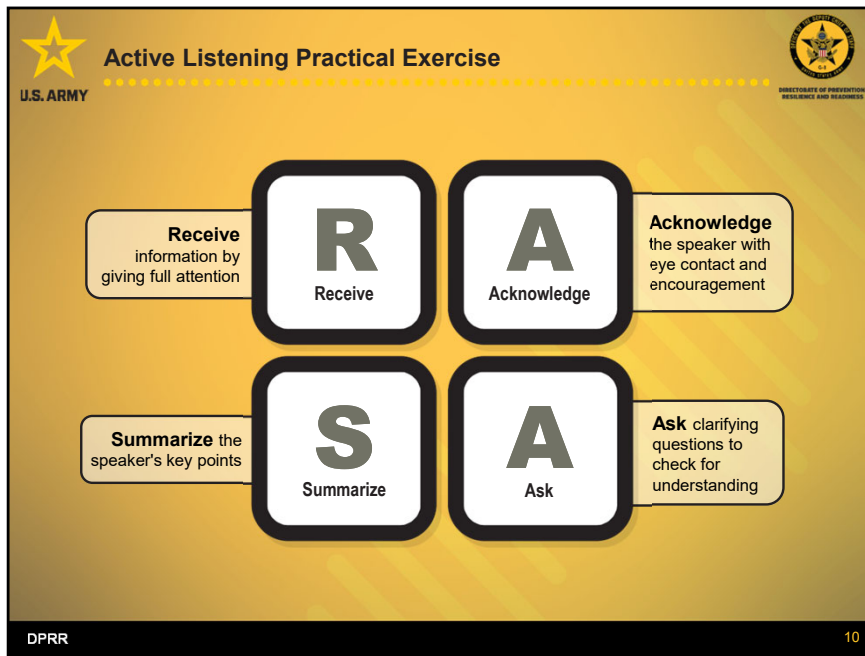 Active Listening Practical Exercise
U.S. ARMY
DIRECTORATE OF PREVENTION
RESILIENCE AND READINESS
Receive
information by
giving full attention
R
Receive
A
Acknowledge
Acknowledge
the speaker with
eye contact and
encouragement
Summarize the
speaker's key points
S
Summarize
A
Ask
Ask clarifying
questions to
check for
understanding
DPRR
10